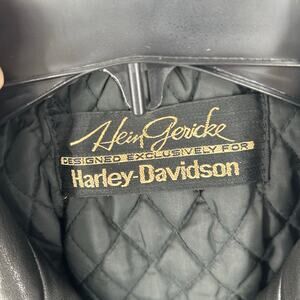 Hein Gericke
DESIGNED EXCLUSIVELY FOR
Harley-Davidson